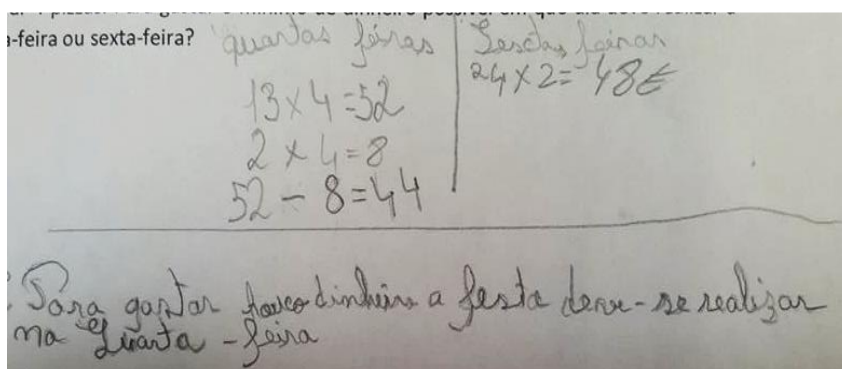 -feira ou sexta-feira?
quartas feiras
13 x 4 = 52
2 x 4 = 8
52 - 8 = 44
Sextas feiras
24 x 2 = 48€
Para gastar pouco dinheiro a festa deve-se realizar
na Quarta-feira